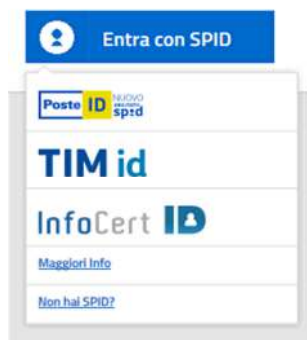 Entra con SPID
Poste ID NUOVO
spid
TIM id
InfoCert ID
Maggiori Info
Non hai SPID?